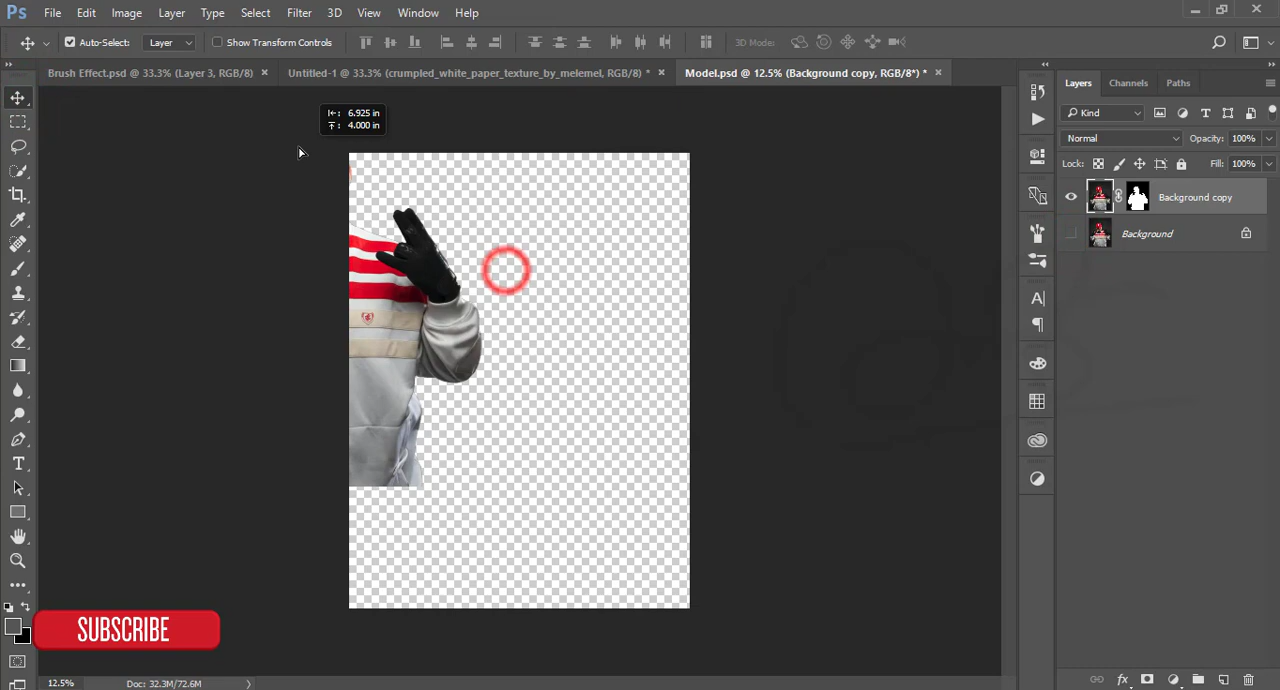 Ps File Edit Image Layer Type Select Filter 3D View Window Help
Auto-Select: Layer Show Transform Controls 3D Mode:
Brush Effect.psd @ 33.3% (Layer 3, RGB/8) × Untitled-1 @ 33.3% (crumpled_white_paper_texture_by_melemel, RGB/8) * × Model.psd @ 12.5% (Background copy, RGB/8*) * ×
Layers Channels Paths
Kind
Normal Opacity: 100%
Lock: Fill: 100%
Background copy
Background
6.925 in
4.000 in
SUBSCRIBE
12.5% Doc: 32.3M/72.6M